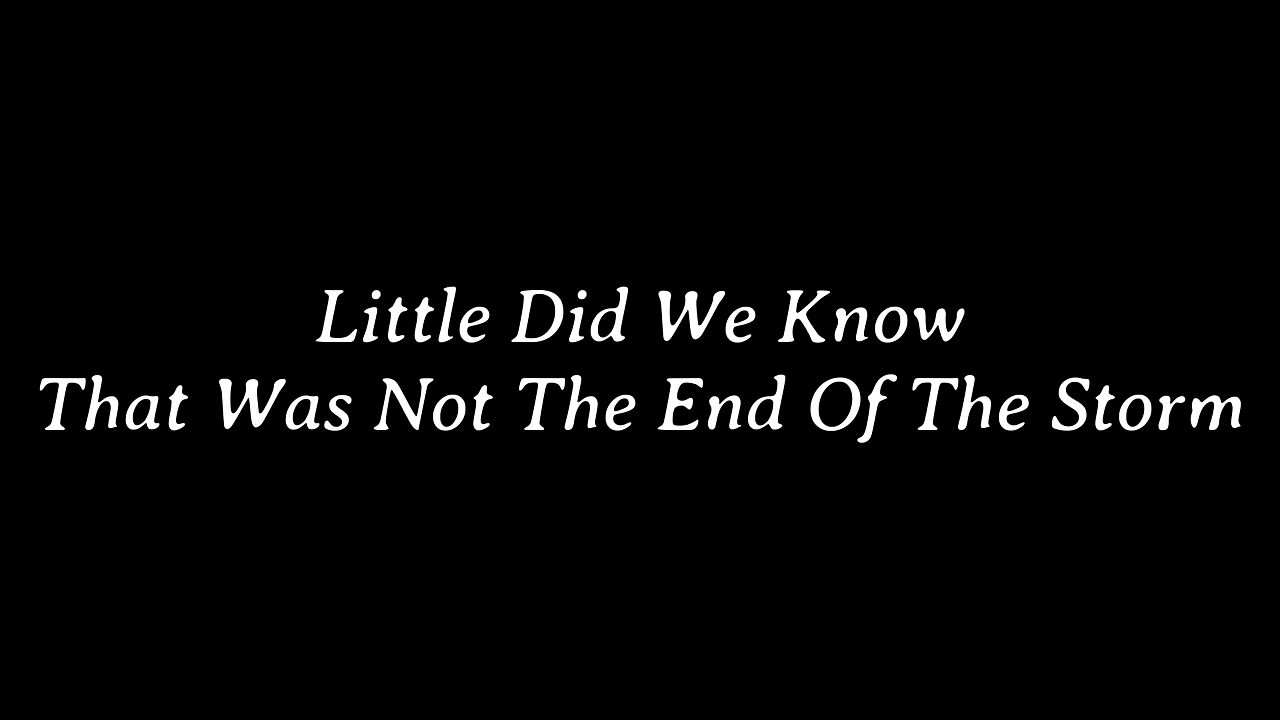 Little Did We Know
That Was Not The End Of The Storm